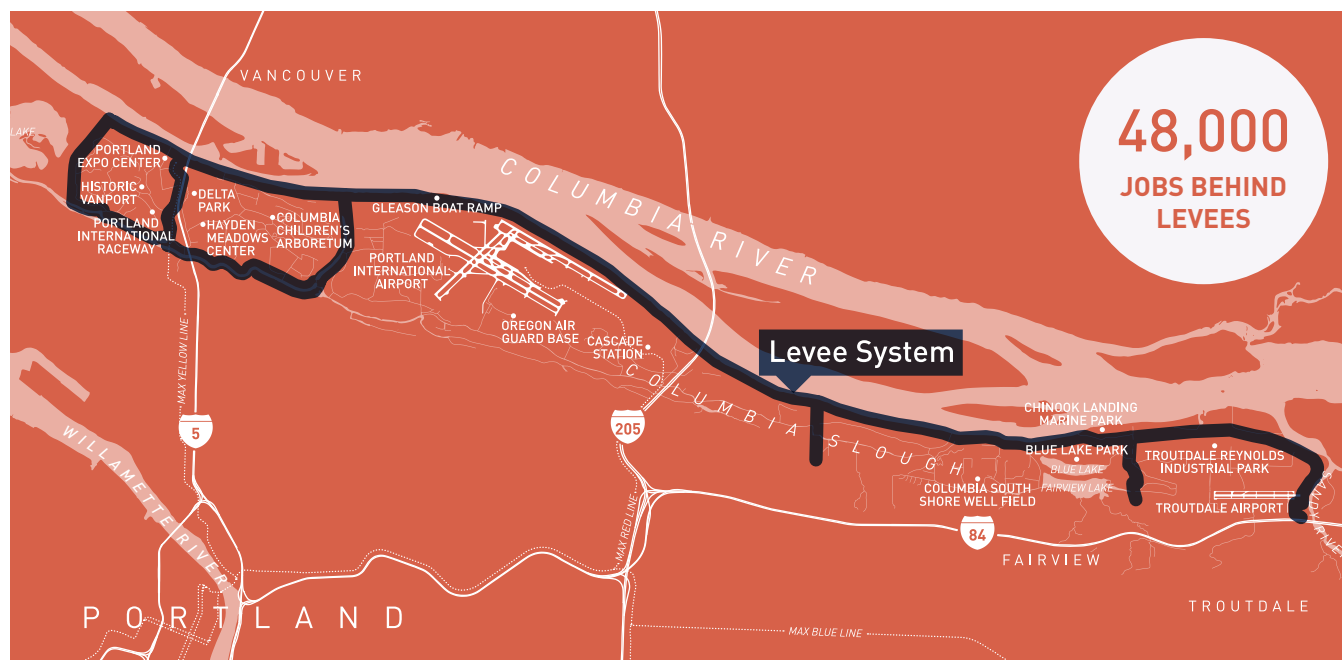 VANCOUVER
48,000
JOBS BEHIND
LEVEES
LAKE
PORTLAND
EXPO CENTER
HISTORIC
VANPORT
PORTLAND
INTERNATIONAL
RACEWAY
DELTA
PARK
HAYDEN
MEADOWS
CENTER
COLUMBIA
CHILDREN'S
ARBORETUM
GLEASON BOAT RAMP
COLUMBIA RIVER
PORTLAND
INTERNATIONAL
AIRPORT
OREGON AIR
GUARD BASE
CASCADE
STATION
Levee System
COLUMBIA SLOUGH
MAX YELLOW LINE
5
205
CHINOOK LANDING
MARINE PARK
BLUE LAKE PARK
BLUE LAKE
FAIRVIEW LAKE
TROUTDALE REYNOLDS
INDUSTRIAL PARK
COLUMBIA SOUTH
SHORE WELL FIELD
TROUTDALE AIRPORT
SANDY RIVER
84
WILLAMETTE RIVER
MAX RED LINE
FAIRVIEW
TROUTDALE
PORTLAND
MAX BLUE LINE